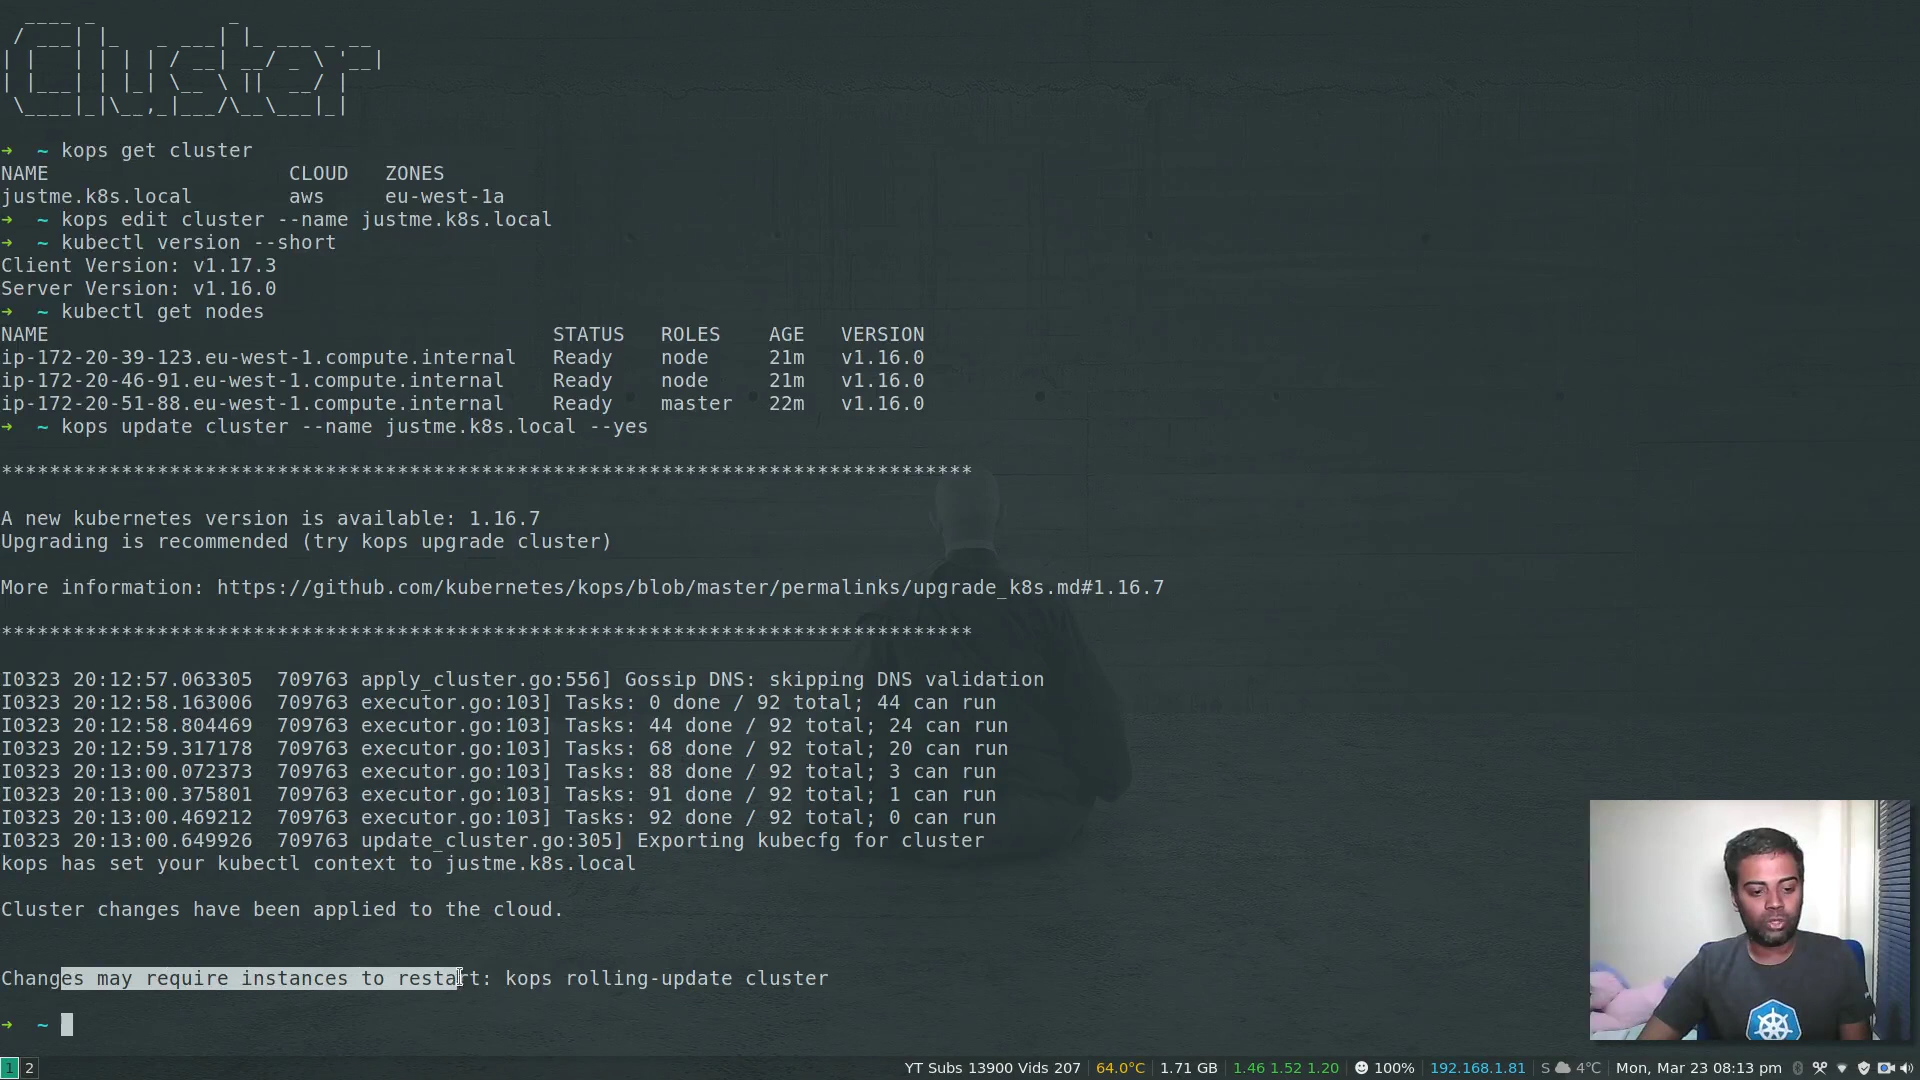 Cluster
➜  ~ kops get cluster
NAME                    CLOUD   ZONES
justme.k8s.local        aws     eu-west-1a
➜  ~ kops edit cluster --name justme.k8s.local
➜  ~ kubectl version --short
Client Version: v1.17.3
Server Version: v1.16.0
➜  ~ kubectl get nodes
NAME                                          STATUS   ROLES    AGE   VERSION
ip-172-20-39-123.eu-west-1.compute.internal   Ready    node     21m   v1.16.0
ip-172-20-46-91.eu-west-1.compute.internal    Ready    node     21m   v1.16.0
ip-172-20-51-88.eu-west-1.compute.internal    Ready    master   22m   v1.16.0
➜  ~ kops update cluster --name justme.k8s.local --yes
*********************************************************************************
A new kubernetes version is available: 1.16.7
Upgrading is recommended (try kops upgrade cluster)
More information: https://github.com/kubernetes/kops/blob/master/permalinks/upgrade_k8s.md#1.16.7
*********************************************************************************
I0323 20:12:57.063305  709763 apply_cluster.go:556] Gossip DNS: skipping DNS validation
I0323 20:12:58.163006  709763 executor.go:103] Tasks: 0 done / 92 total; 44 can run
I0323 20:12:58.804469  709763 executor.go:103] Tasks: 44 done / 92 total; 24 can run
I0323 20:12:59.317178  709763 executor.go:103] Tasks: 68 done / 92 total; 20 can run
I0323 20:13:00.072373  709763 executor.go:103] Tasks: 88 done / 92 total; 3 can run
I0323 20:13:00.375801  709763 executor.go:103] Tasks: 91 done / 92 total; 1 can run
I0323 20:13:00.469212  709763 executor.go:103] Tasks: 92 done / 92 total; 0 can run
I0323 20:13:00.649926  709763 update_cluster.go:305] Exporting kubecfg for cluster
kops has set your kubectl context to justme.k8s.local
Cluster changes have been applied to the cloud.
Changes may require instances to restart: kops rolling-update cluster
➜  ~
1 2 YT Subs 13900 Vids 207 64.0°C 1.71 GB 1.46 1.52 1.20 100% 192.168.1.81 S 4°C Mon, Mar 23 08:13 pm